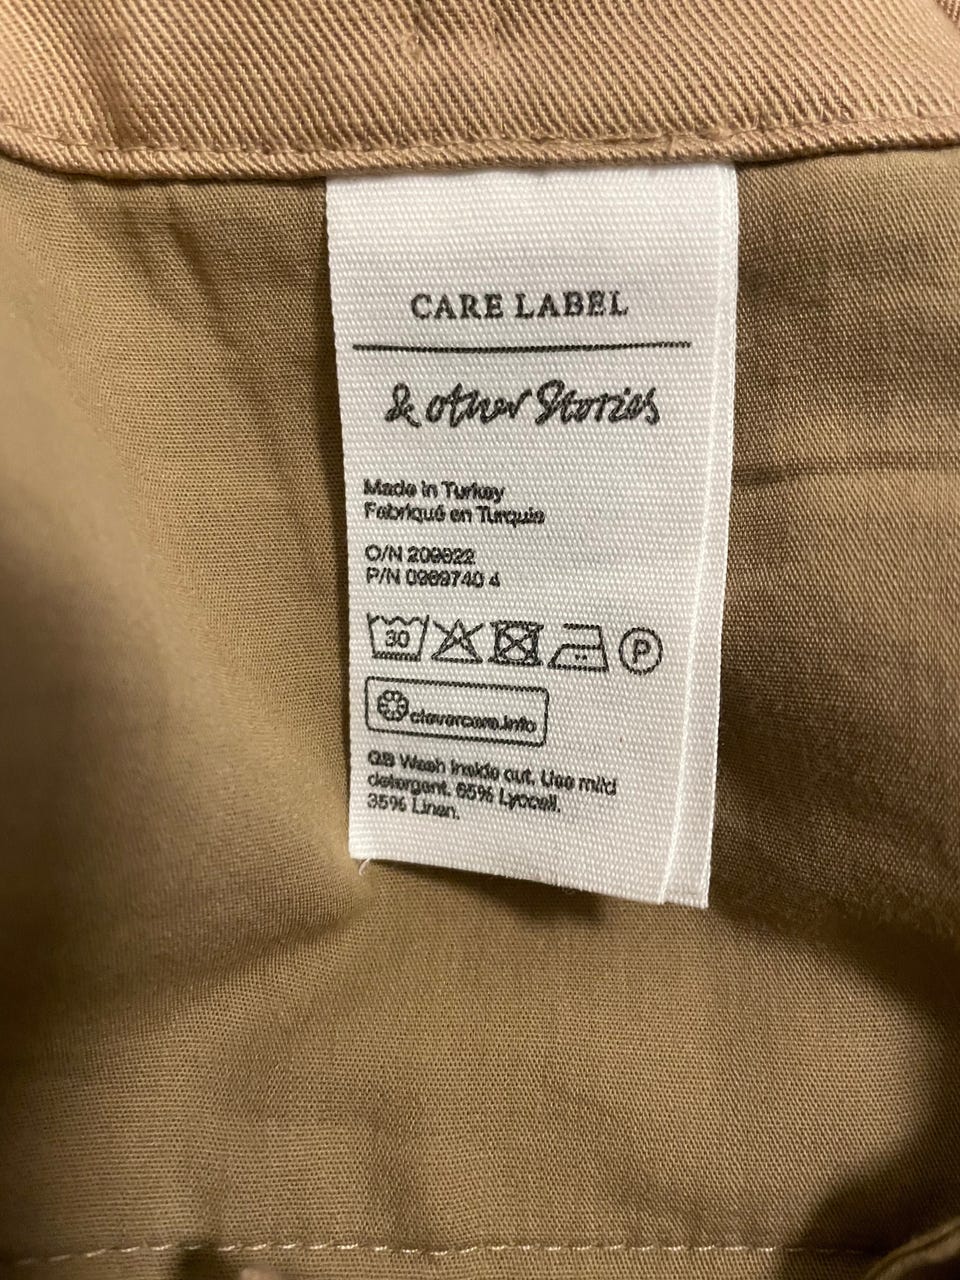 CARE LABEL
& other Stories
Made in Turkey
Fabriqué en Turquie
O/N 209822
P/N 0989740 4
30
P
clevercare.info
GB Wash inside out. Use mild
detergent. 65% Lyocell.
35% Linen.